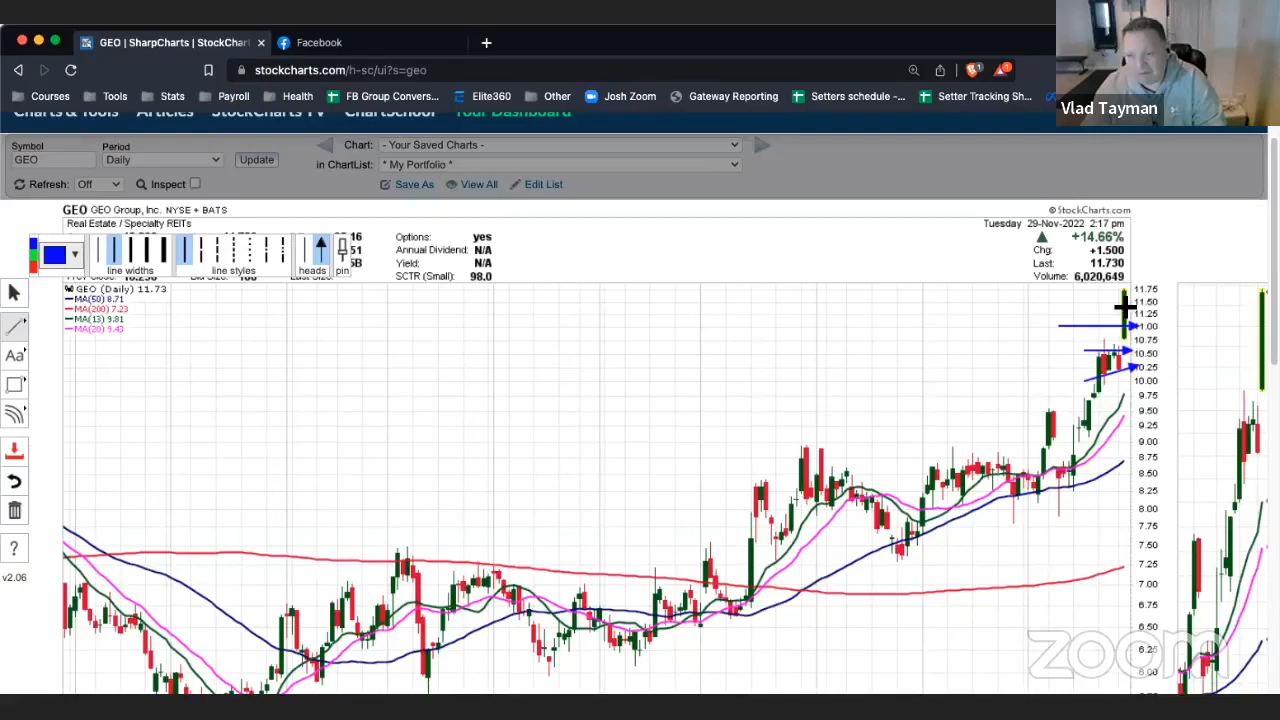 GEO | SharpCharts | StockChar
Facebook
stockcharts.com/h-sc/ui?s=geo
Courses
Tools
Stats
Payroll
Health
FB Group Conver...
Elite360
Other
Josh Zoom
Gateway Reporting
Setters schedule -...
Setter Tracking Sh...
Vlad Tayman
Charts & Tools
Articles
StockCharts TV
ChartSchool
Your Dashboard
Symbol
Period
GEO
Daily
Update
Chart:
- Your Saved Charts -
in ChartList:
* My Portfolio *
Refresh:
Off
Inspect
Save As
View All
Edit List
GEO GEO Group, Inc. NYSE + BATS
© StockCharts.com
Real Estate / Specialty REITs
Tuesday 29-Nov-2022 2:17 pm
Options: yes
+14.66%
Annual Dividend: N/A
Chg: +1.500
Yield: N/A
Last: 11.730
SCTR (Small): 98.0
Volume: 6,020,649
line widths
line styles
heads
pin
GEO (Daily) 11.73
MA(50) 8.71
MA(200) 7.23
MA(13) 9.81
MA(20) 9.43
11.75
11.50
11.25
11.00
10.75
10.50
10.25
10.00
9.75
9.50
9.25
9.00
8.75
8.50
8.25
8.00
7.75
7.50
7.25
7.00
6.75
6.50
6.25
6.00
Aa
?
v2.06
zoom